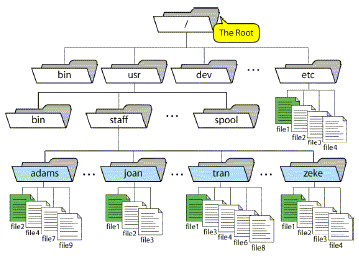 /
The Root
bin usr dev ... etc
bin staff ... spool
file1 file2 file3 file4
adams ... joan ... tran ... zeke
file2 file4 file7 file9
file1 file2 file3
file1 file3 file4 file6 file8
file1 file2 file3 file4